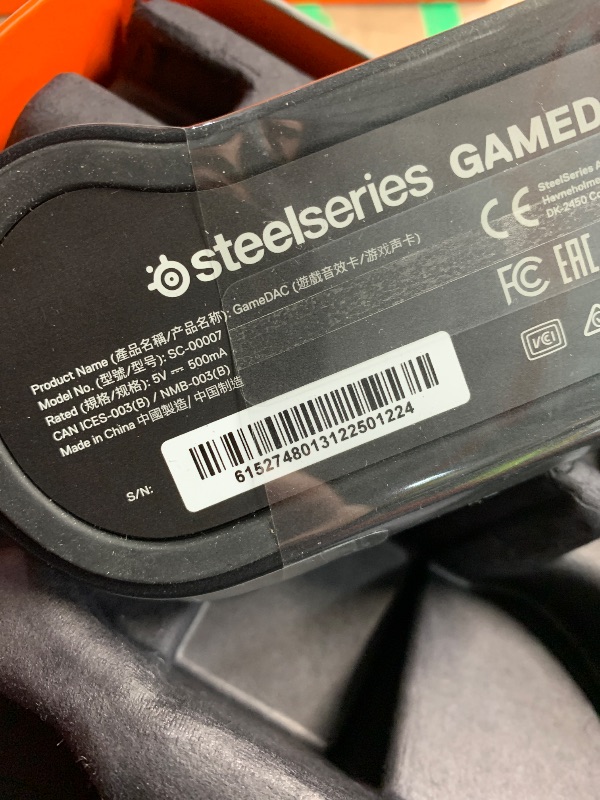 steelseries GAMED
Product Name (產品名稱/产品名称): GameDAC (遊戲音效卡/游戏声卡)
Model No. (型號/型号): SC-00007
Rated (規格/规格): 5V ⎓ 500mA
CAN ICES-003(B) / NMB-003(B)
Made in China 中國製造/ 中国制造
S/N:
6152748013122501224
CE
SteelSeries A
Havneholme
DK-2450 Co
FC EAC
VCI